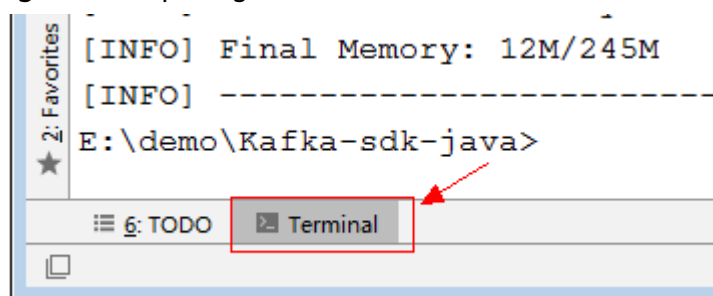 [INFO] Final Memory: 12M/245M
[INFO] -------------------------
E:\demo\Kafka-sdk-java>
2: Favorites
6: TODO Terminal